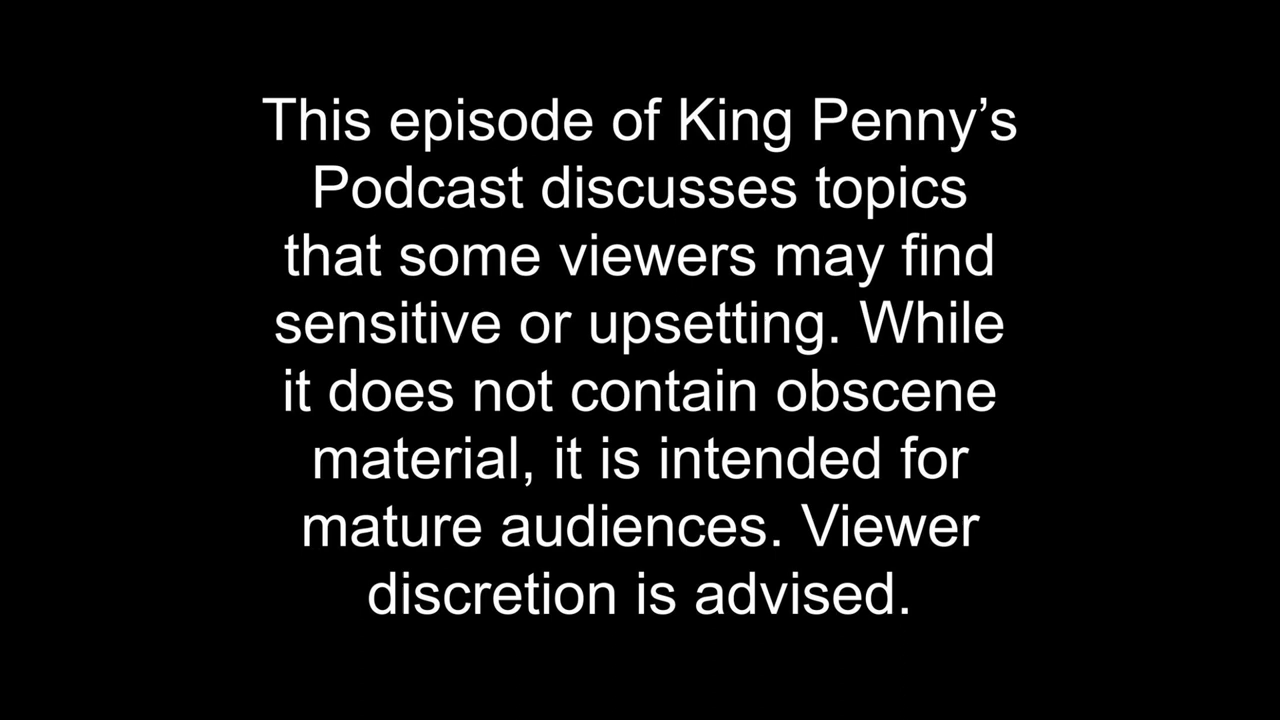 This episode of King Penny’s
Podcast discusses topics
that some viewers may find
sensitive or upsetting. While
it does not contain obscene
material, it is intended for
mature audiences. Viewer
discretion is advised.